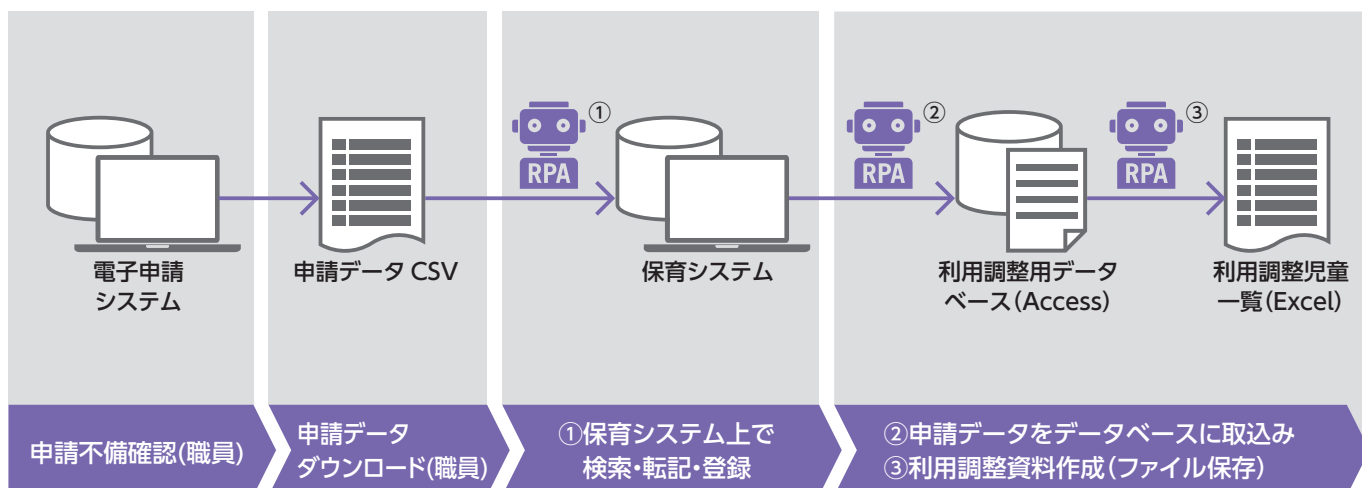 ①
RPA
②
RPA
③
RPA
電子申請
システム
申請データ CSV
保育システム
利用調整用データ
ベース(Access)
利用調整児童
一覧(Excel)
申請不備確認(職員)
申請データ
ダウンロード(職員)
①保育システム上で
検索・転記・登録
②申請データをデータベースに取込み
③利用調整資料作成(ファイル保存)